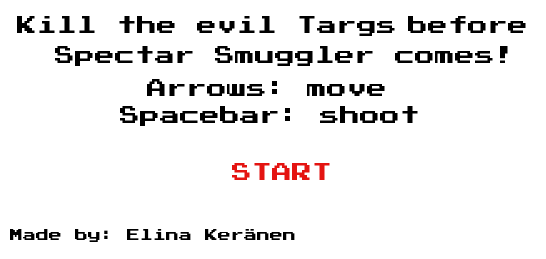 Kill the evil Targs before
Spectar Smuggler comes!
Arrows: move
Spacebar: shoot
START
Made by: Elina Keränen